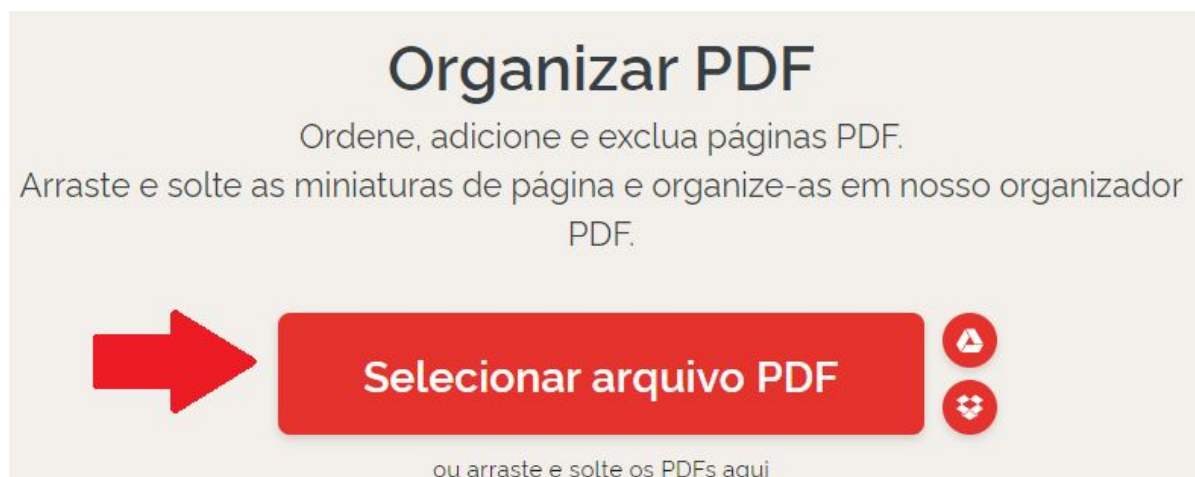 Organizar PDF
Ordene, adicione e exclua páginas PDF.
Arraste e solte as miniaturas de página e organize-as em nosso organizador
PDF.
Selecionar arquivo PDF
ou arraste e solte os PDFs aqui